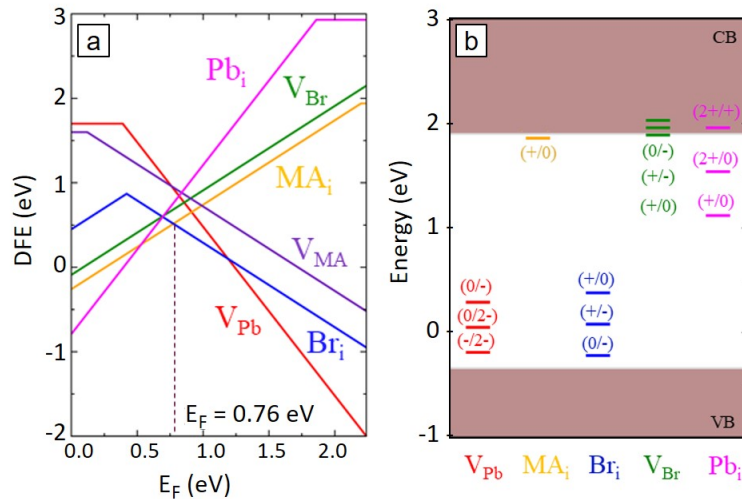 a
3
2
1
0
-1
-2
DFE (eV)
Pb_i
V_Br
MA_i
V_MA
V_Pb
Br_i
E_F = 0.76 eV
0.0 0.5 1.0 1.5 2.0
E_F (eV)
b
3
2
1
0
-1
Energy (eV)
CB
(2+/+)
(+/0) (0/-) (2+/0)
(+/-)
(+/0) (+/0)
(0/-) (+/0)
(0/2-) (+/-)
(-/2-) (0/-)
VB
V_Pb MA_i Br_i V_Br Pb_i